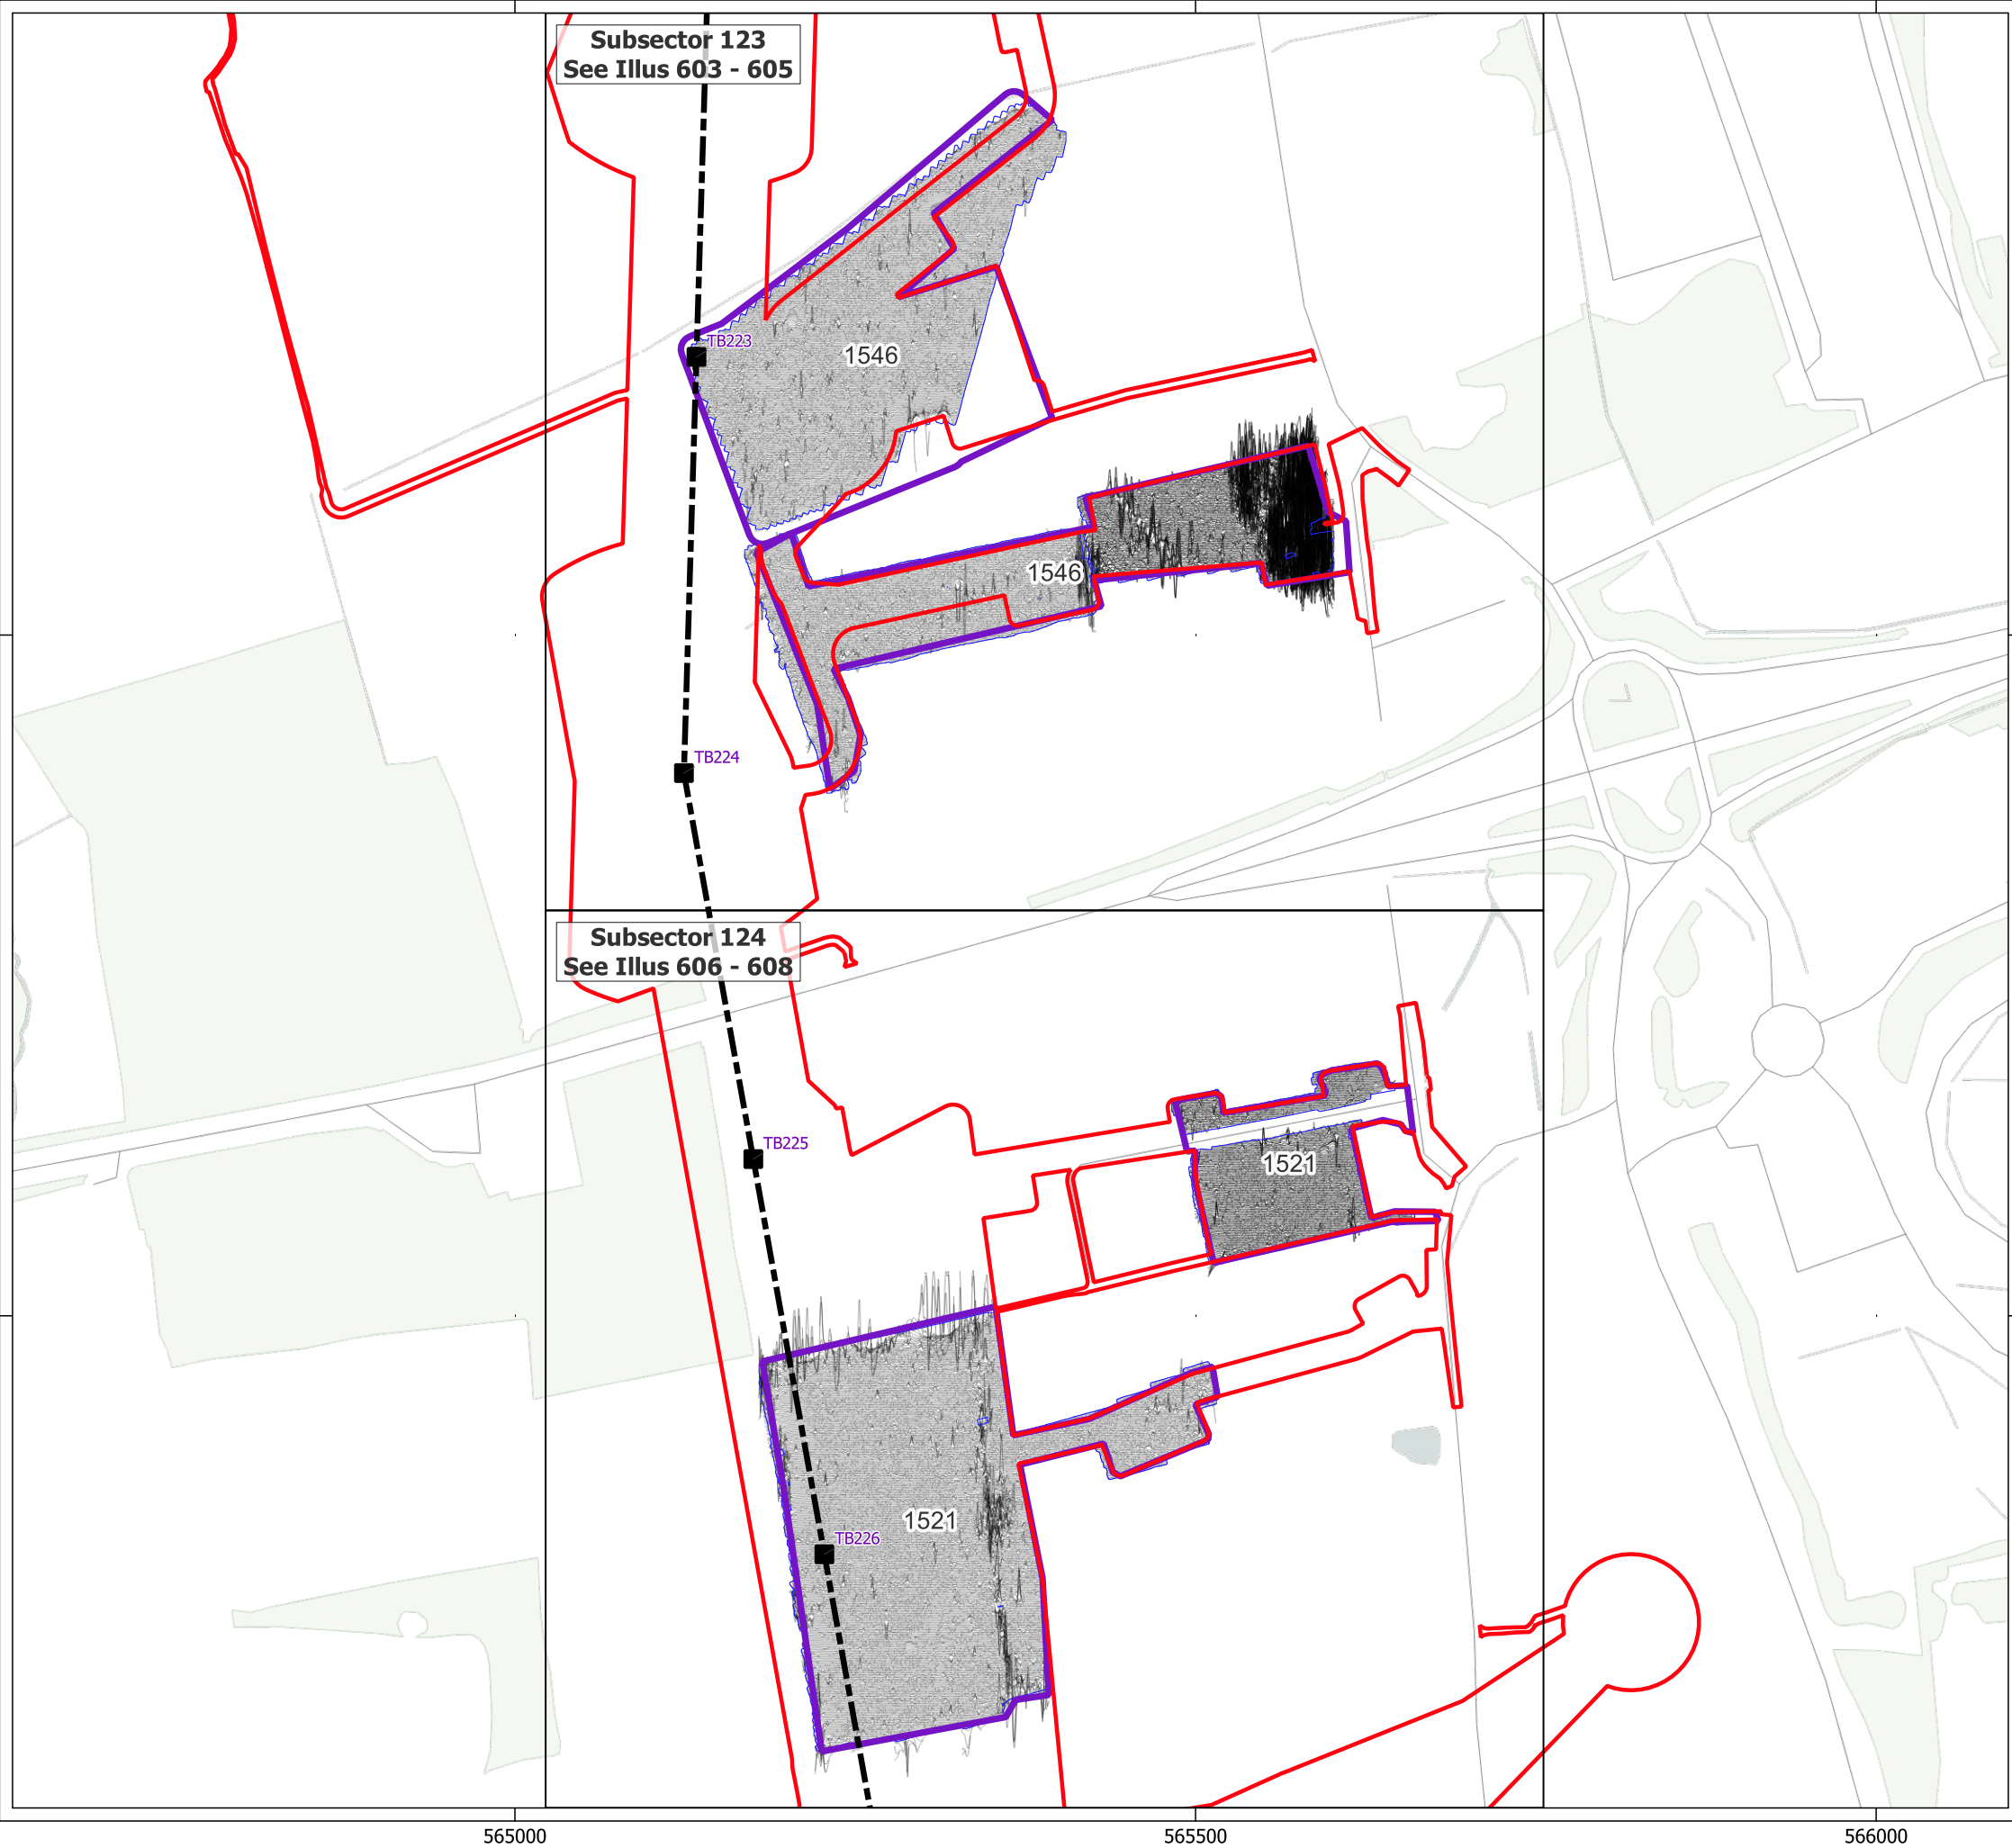 Subsector 123
See Illus 603 - 605
TB223
1546
1546
TB224
Subsector 124
See Illus 606 - 608
TB225
1521
1521
TB226
565000
565500
566000